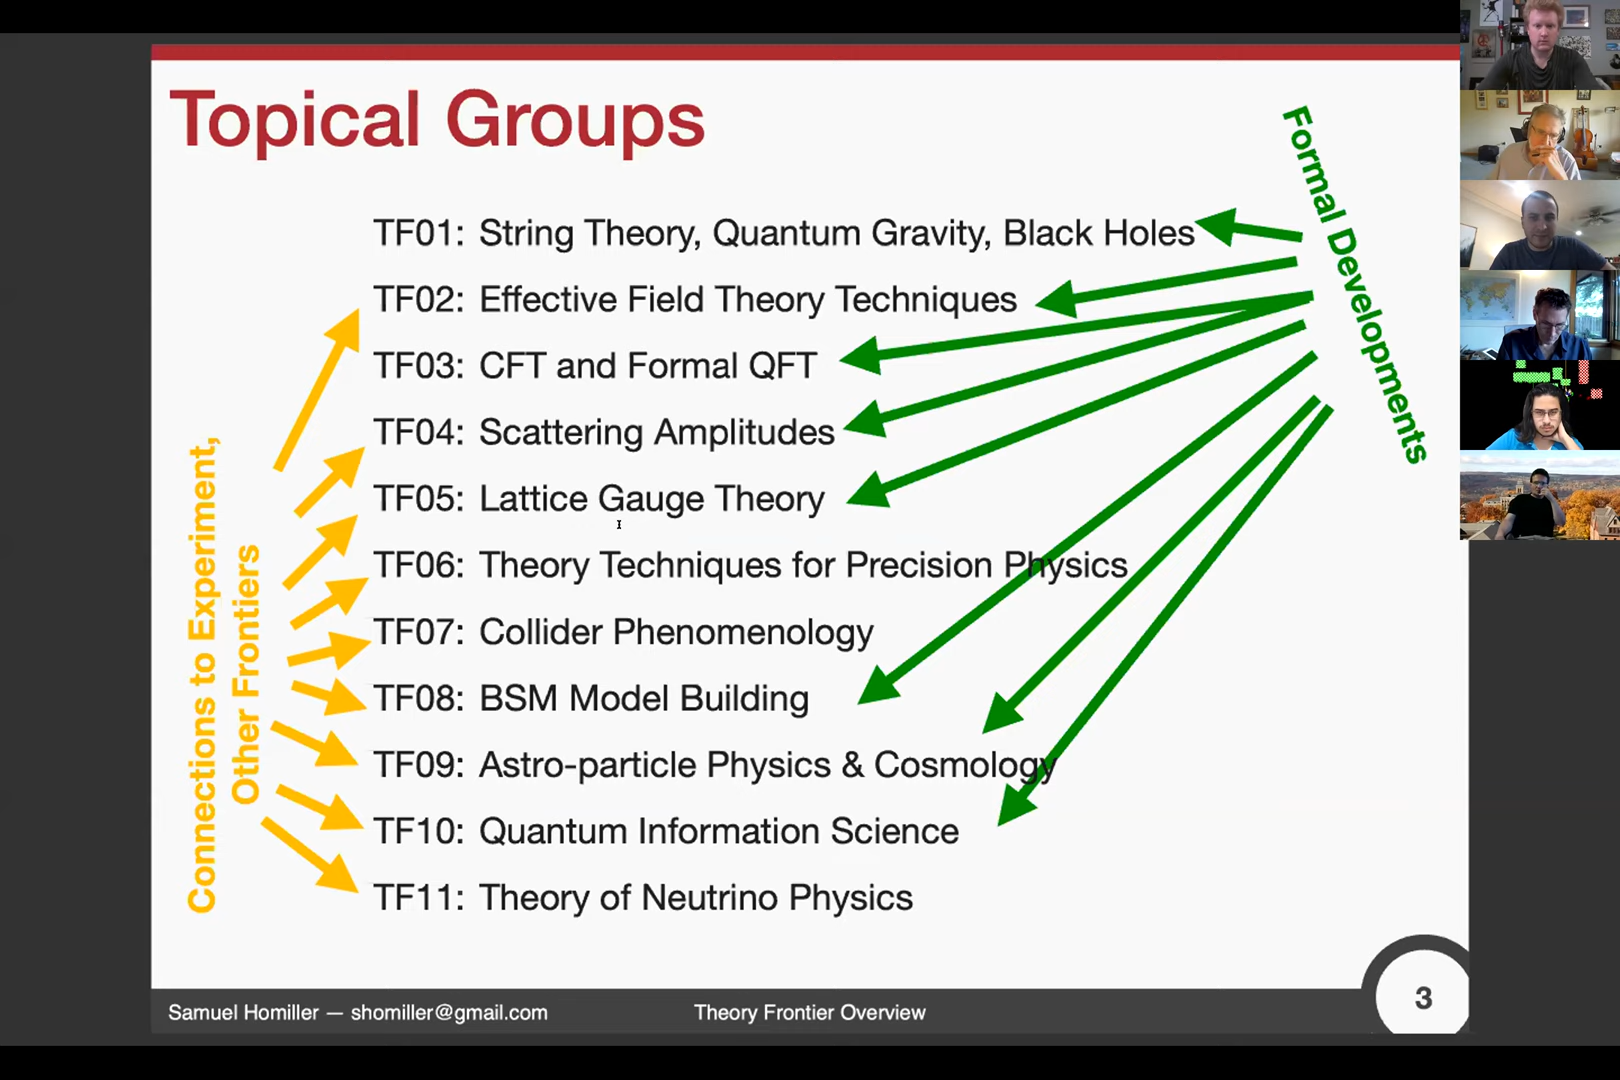 Topical Groups
TF01: String Theory, Quantum Gravity, Black Holes
TF02: Effective Field Theory Techniques
TF03: CFT and Formal QFT
TF04: Scattering Amplitudes
TF05: Lattice Gauge Theory
TF06: Theory Techniques for Precision Physics
TF07: Collider Phenomenology
TF08: BSM Model Building
TF09: Astro-particle Physics & Cosmology
TF10: Quantum Information Science
TF11: Theory of Neutrino Physics
Connections to Experiment,
Other Frontiers
Formal Developments
Samuel Homiller — shomiller@gmail.com
Theory Frontier Overview
3